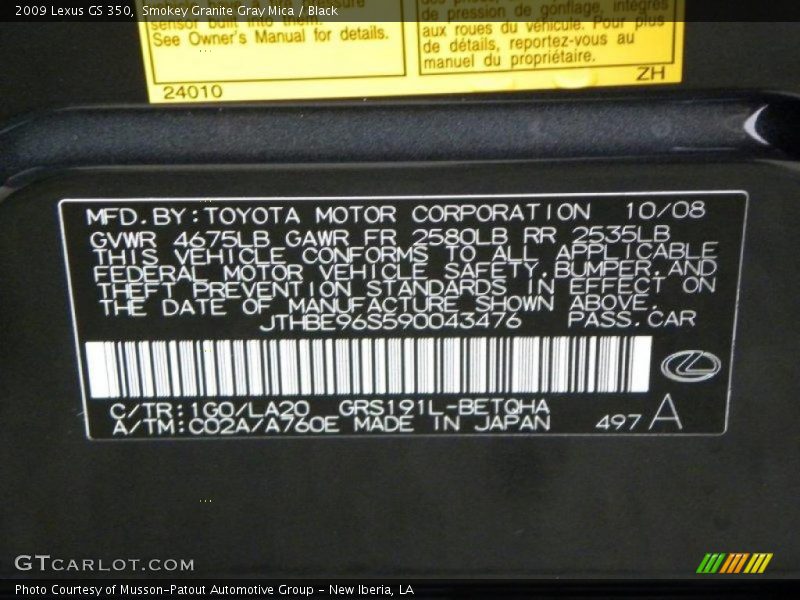 2009 Lexus GS 350, Smokey Granite Gray Mica / Black
sensor built into them.
See Owner's Manual for details.
24010
de pression de gonflage, intégrés
aux roues du véhicule. Pour plus
de détails, reportez-vous au
manuel du propriétaire.
ZH
MFD.BY:TOYOTA MOTOR CORPORATION 10/08
GVWR 4675LB GAWR FR 2580LB RR 2535LB
THIS VEHICLE CONFORMS TO ALL APPLICABLE
FEDERAL MOTOR VEHICLE SAFETY,BUMPER,AND
THEFT PREVENTION STANDARDS IN EFFECT ON
THE DATE OF MANUFACTURE SHOWN ABOVE.
JTHBE96S590043476 PASS.CAR
C/TR:1G0/LA20 GRS191L-BETQHA
A/TM:C02A/A760E MADE IN JAPAN 497 A
GTCARLOT.COM
Photo Courtesy of Musson-Patout Automotive Group - New Iberia, LA